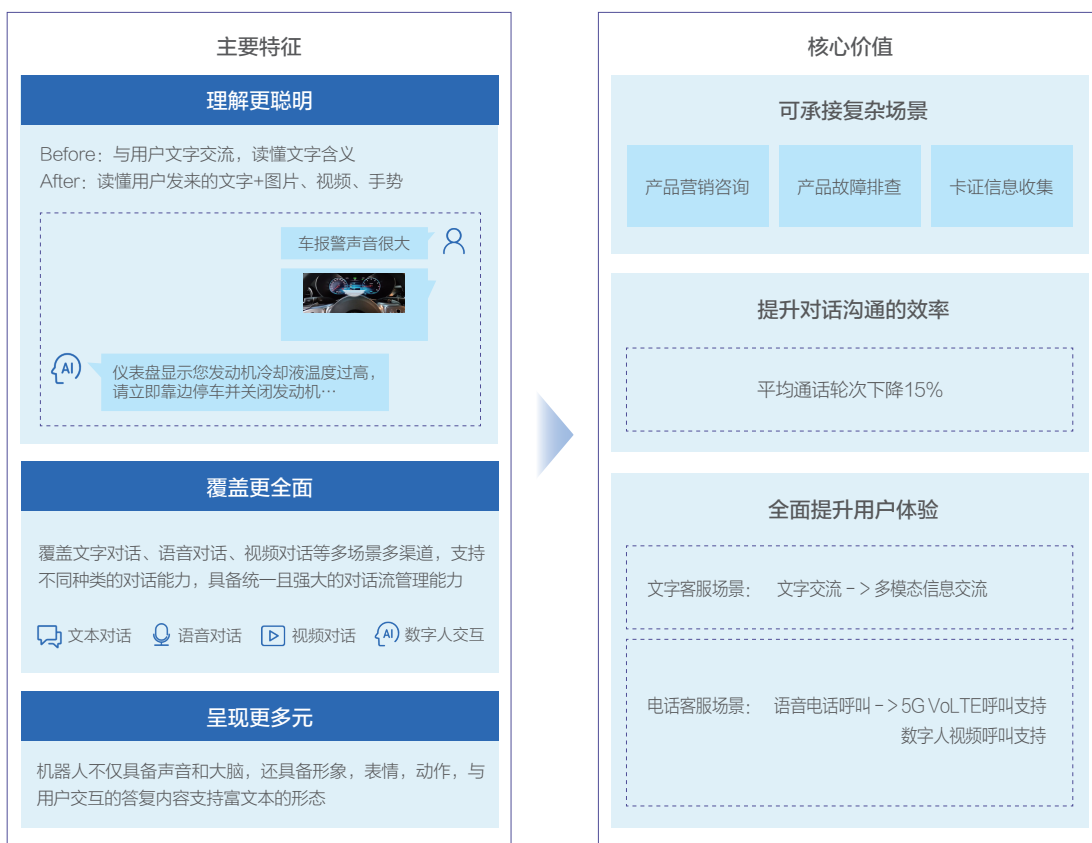 主要特征
理解更聪明
Before：与用户文字交流，读懂文字含义
After：读懂用户发来的文字+图片、视频、手势
车报警声音很大
AI
仪表盘显示您发动机冷却液温度过高，
请立即靠边停车并关闭发动机…
覆盖更全面
覆盖文字对话、语音对话、视频对话等多场景多渠道，支持
不同种类的对话能力，具备统一且强大的对话流管理能力
文本对话 语音对话 视频对话 AI 数字人交互
呈现更多元
机器人不仅具备声音和大脑，还具备形象，表情，动作，与
用户交互的答复内容支持富文本的形态
核心价值
可承接复杂场景
产品营销咨询 产品故障排查 卡证信息收集
提升对话沟通的效率
平均通话轮次下降15%
全面提升用户体验
文字客服场景： 文字交流 -> 多模态信息交流
电话客服场景： 语音电话呼叫 -> 5G VoLTE呼叫支持
数字人视频呼叫支持